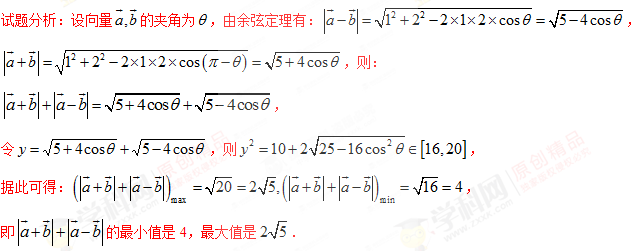 试题分析：设向量 $\vec{a},\vec{b}$ 的夹角为 $\theta$，由余弦定理有：$|\vec{a}-\vec{b}|=\sqrt{1^2+2^2-2\times1\times2\times\cos\theta}=\sqrt{5-4\cos\theta}$，
$|\vec{a}+\vec{b}|=\sqrt{1^2+2^2-2\times1\times2\times\cos(\pi-\theta)}=\sqrt{5+4\cos\theta}$，则：
$|\vec{a}+\vec{b}|+|\vec{a}-\vec{b}|=\sqrt{5+4\cos\theta}+\sqrt{5-4\cos\theta}$，
令 $y=\sqrt{5+4\cos\theta}+\sqrt{5-4\cos\theta}$，则 $y^2=10+2\sqrt{25-16\cos^2\theta}\in[16,20]$，
据此可得：$(|\vec{a}+\vec{b}|+|\vec{a}-\vec{b}|)_{\max}=\sqrt{20}=2\sqrt{5},(|\vec{a}+\vec{b}|+|\vec{a}-\vec{b}|)_{\min}=\sqrt{16}=4$，
即 $|\vec{a}+\vec{b}|+|\vec{a}-\vec{b}|$ 的最小值是 4，最大值是 $2\sqrt{5}$．
学科网 原创精品